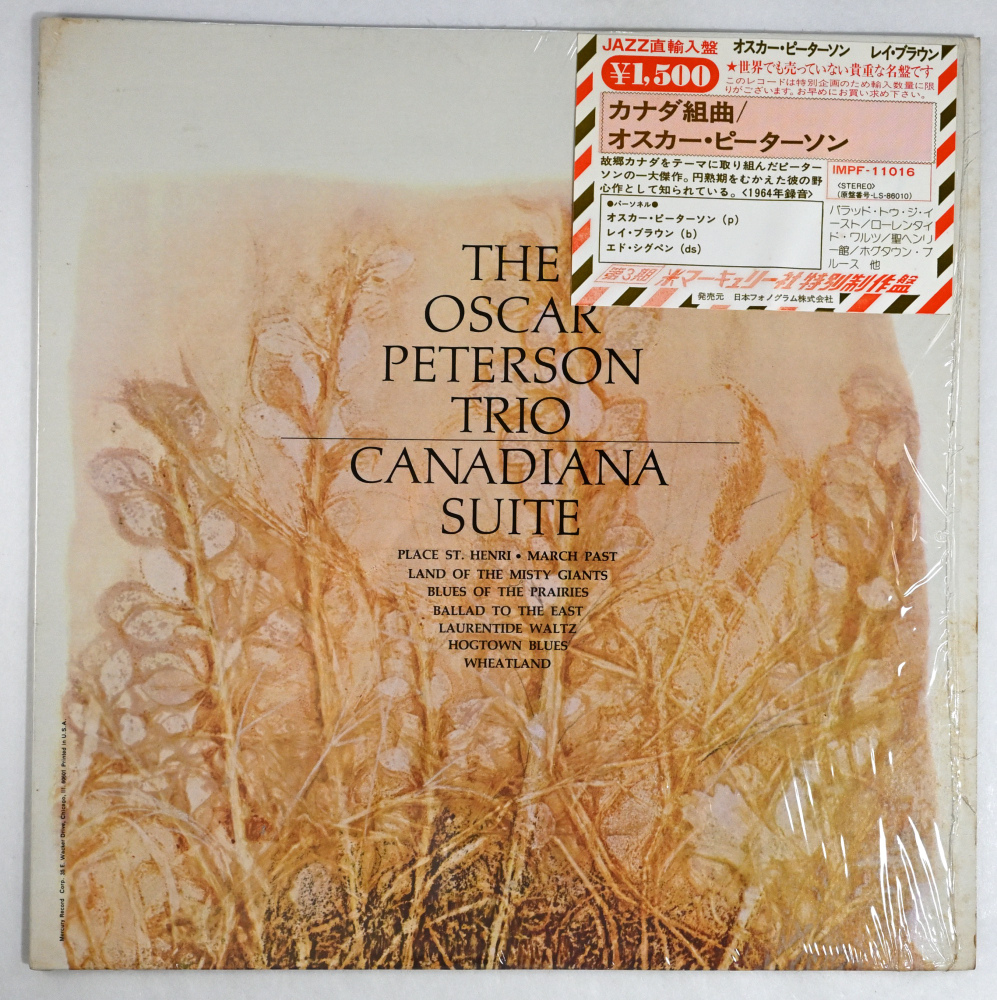 JAZZ直輸入盤
オスカー・ピーターソン レイ・ブラウン
¥1,500
★世界でも売っていない貴重な名盤です
このレコードは特別企画のため輸入数量に限
りがございます。お早めにお買い求め下さい。
カナダ組曲/
オスカー・ピーターソン
故郷カナダをテーマに取り組んだピーター
ソンの一大傑作。円熟期をむかえた彼の野
心作として知られている。<1964年録音>
IMPF-11016
<STEREO>
(原盤番号-LS-86010)
●パーソネル●
オスカー・ピーターソン (p)
レイ・ブラウン (b)
エド・シグペン (ds)
バラッド・トゥ・ジ・イ
ースト/ローレンタイ
ド・ワルツ/聖ヘンリ
ー館/ホグタウン・ブ
ルース 他
第3期 米マーキュリー社特別制作盤
発売元 日本フォノグラム株式会社
THE
OSCAR
PETERSON
TRIO
CANADIANA
SUITE
PLACE ST. HENRI • MARCH PAST
LAND OF THE MISTY GIANTS
BLUES OF THE PRAIRIES
BALLAD TO THE EAST
LAURENTIDE WALTZ
HOGTOWN BLUES
WHEATLAND
Mercury Record Corp. 35 E. Wacker Drive, Chicago, Ill. 60601 Printed in U.S.A.